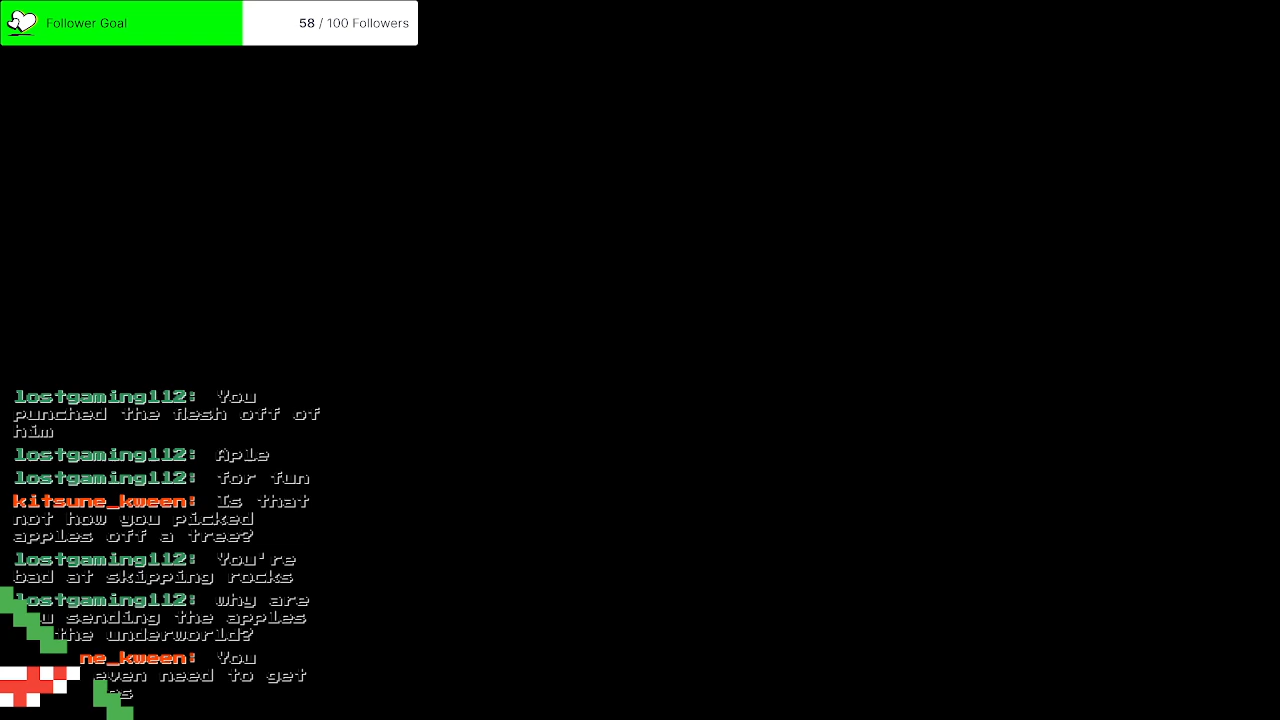 Follower Goal
58 / 100 Followers
lostgaming112: You
punched the flesh off of
him
lostgaming112: Aple
lostgaming112: for fun
kitsune_kween: Is that
not how you picked
apples off a tree?
lostgaming112: You're
bad at skipping rocks
lostgaming112: why are
u sending the apples
the underworld?
ne_kween: You
even need to get
es